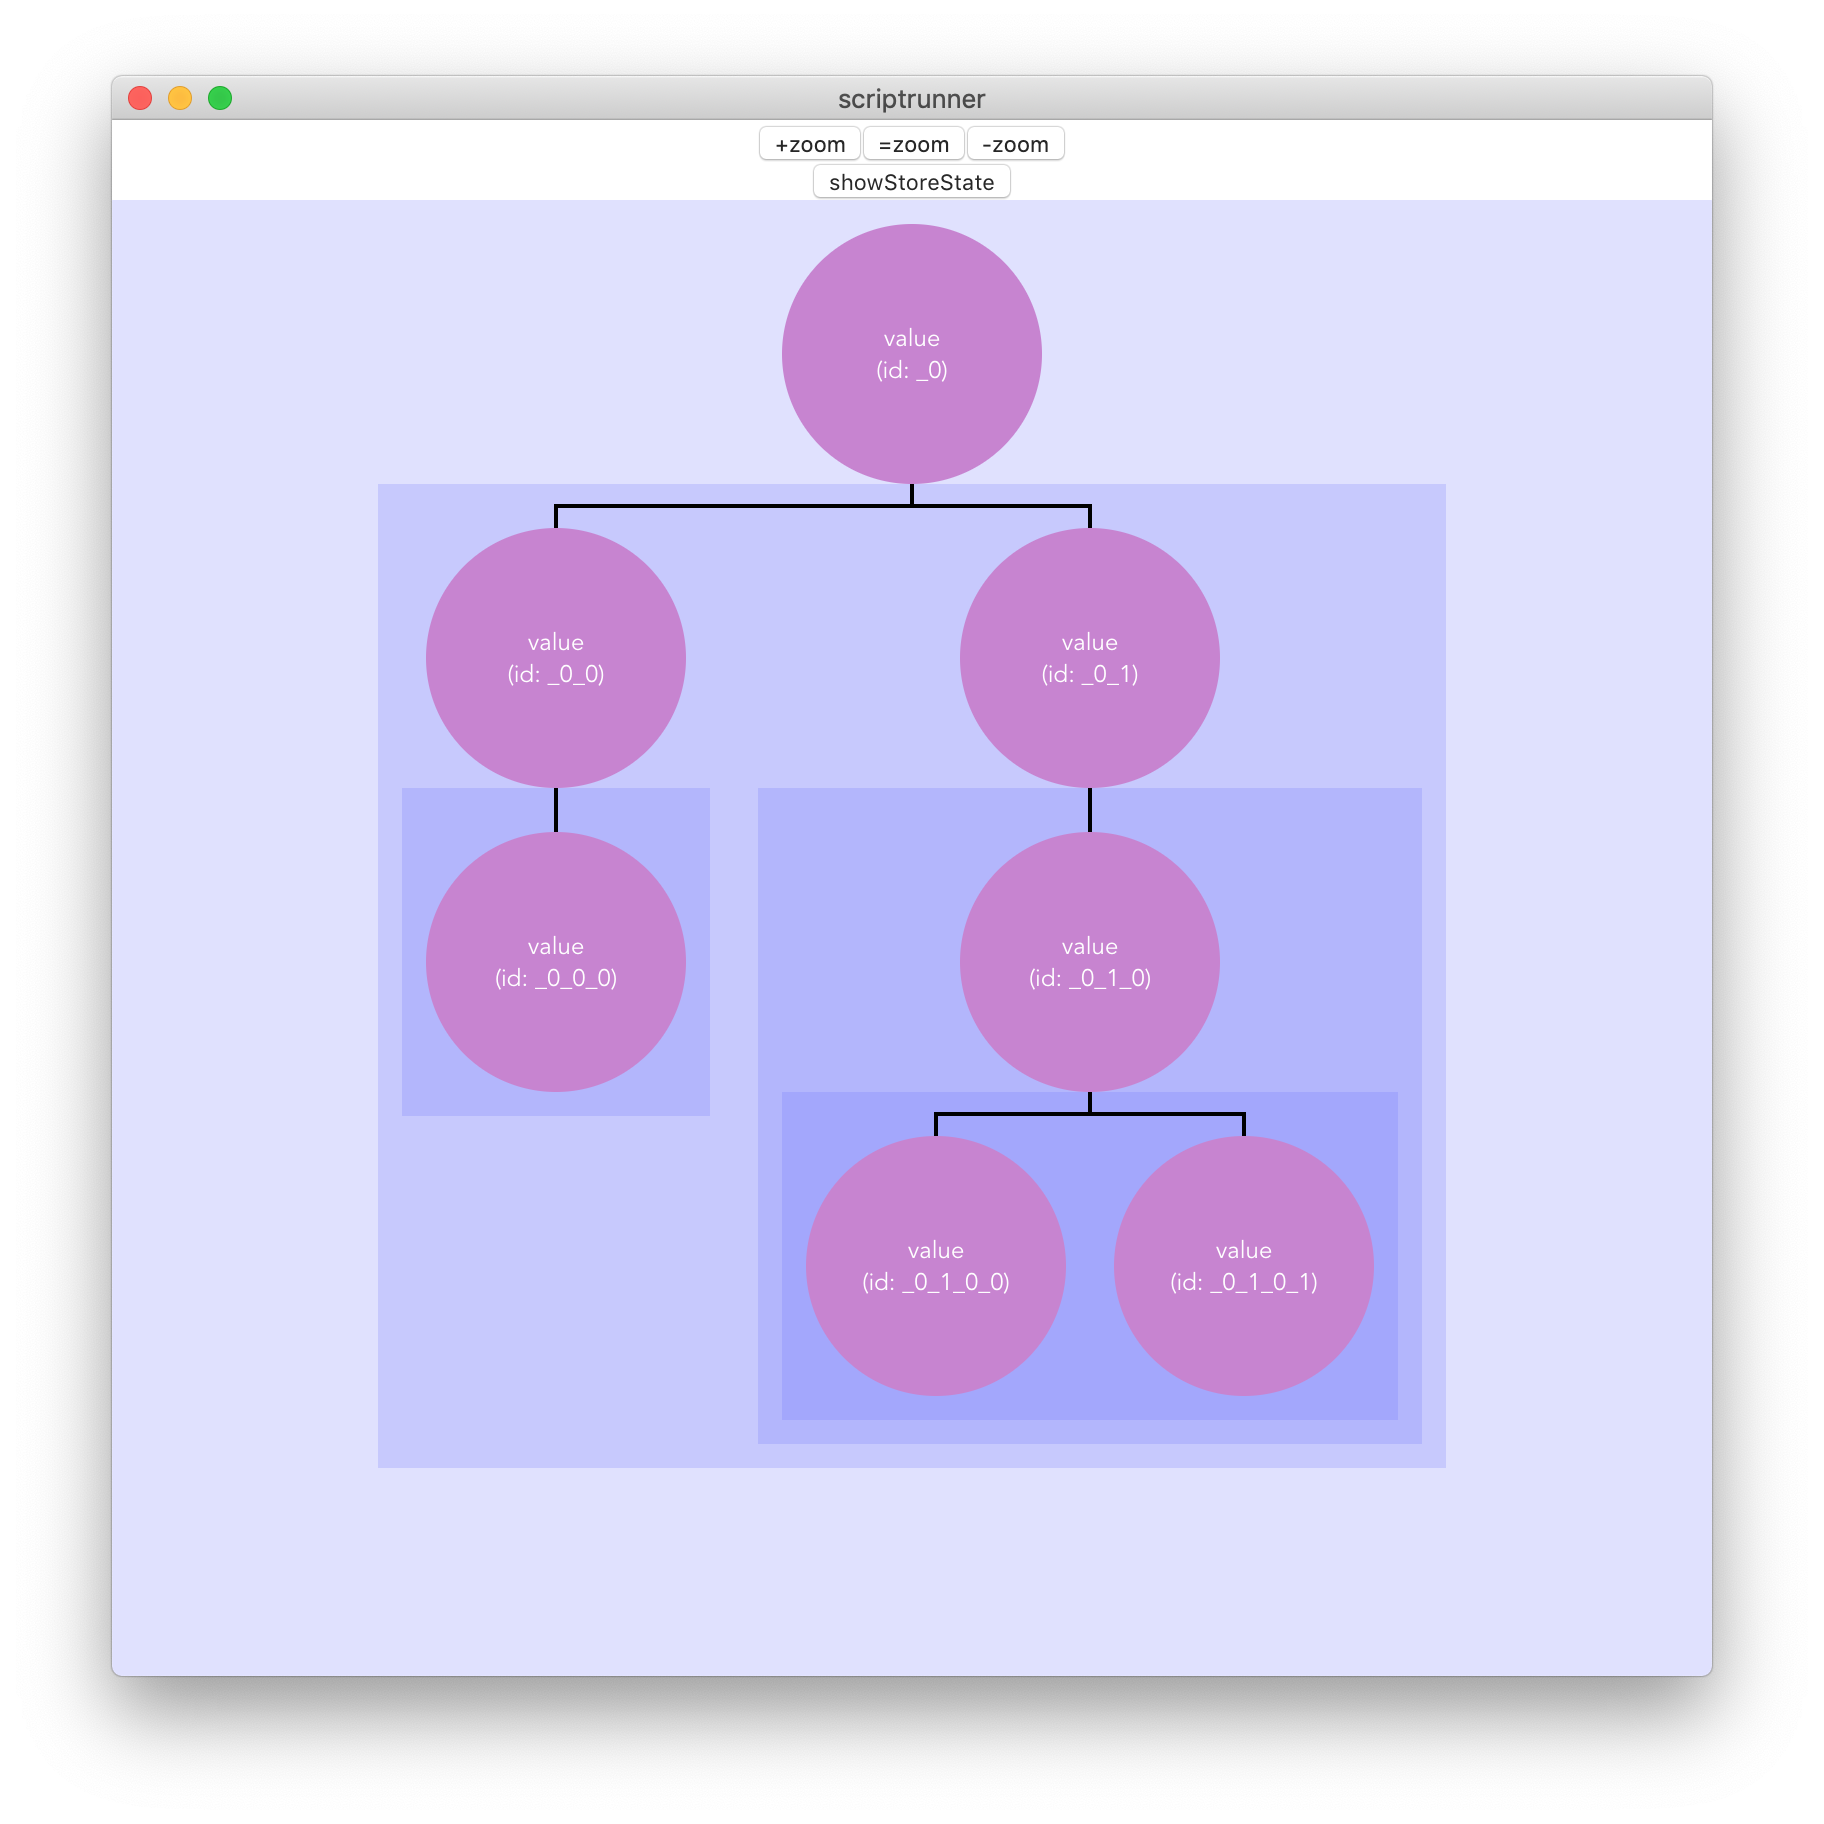 scriptrunner
+zoom =zoom -zoom
showStoreState
value
(id: _0)
value
(id: _0_0)
value
(id: _0_1)
value
(id: _0_0_0)
value
(id: _0_1_0)
value
(id: _0_1_0_0)
value
(id: _0_1_0_1)